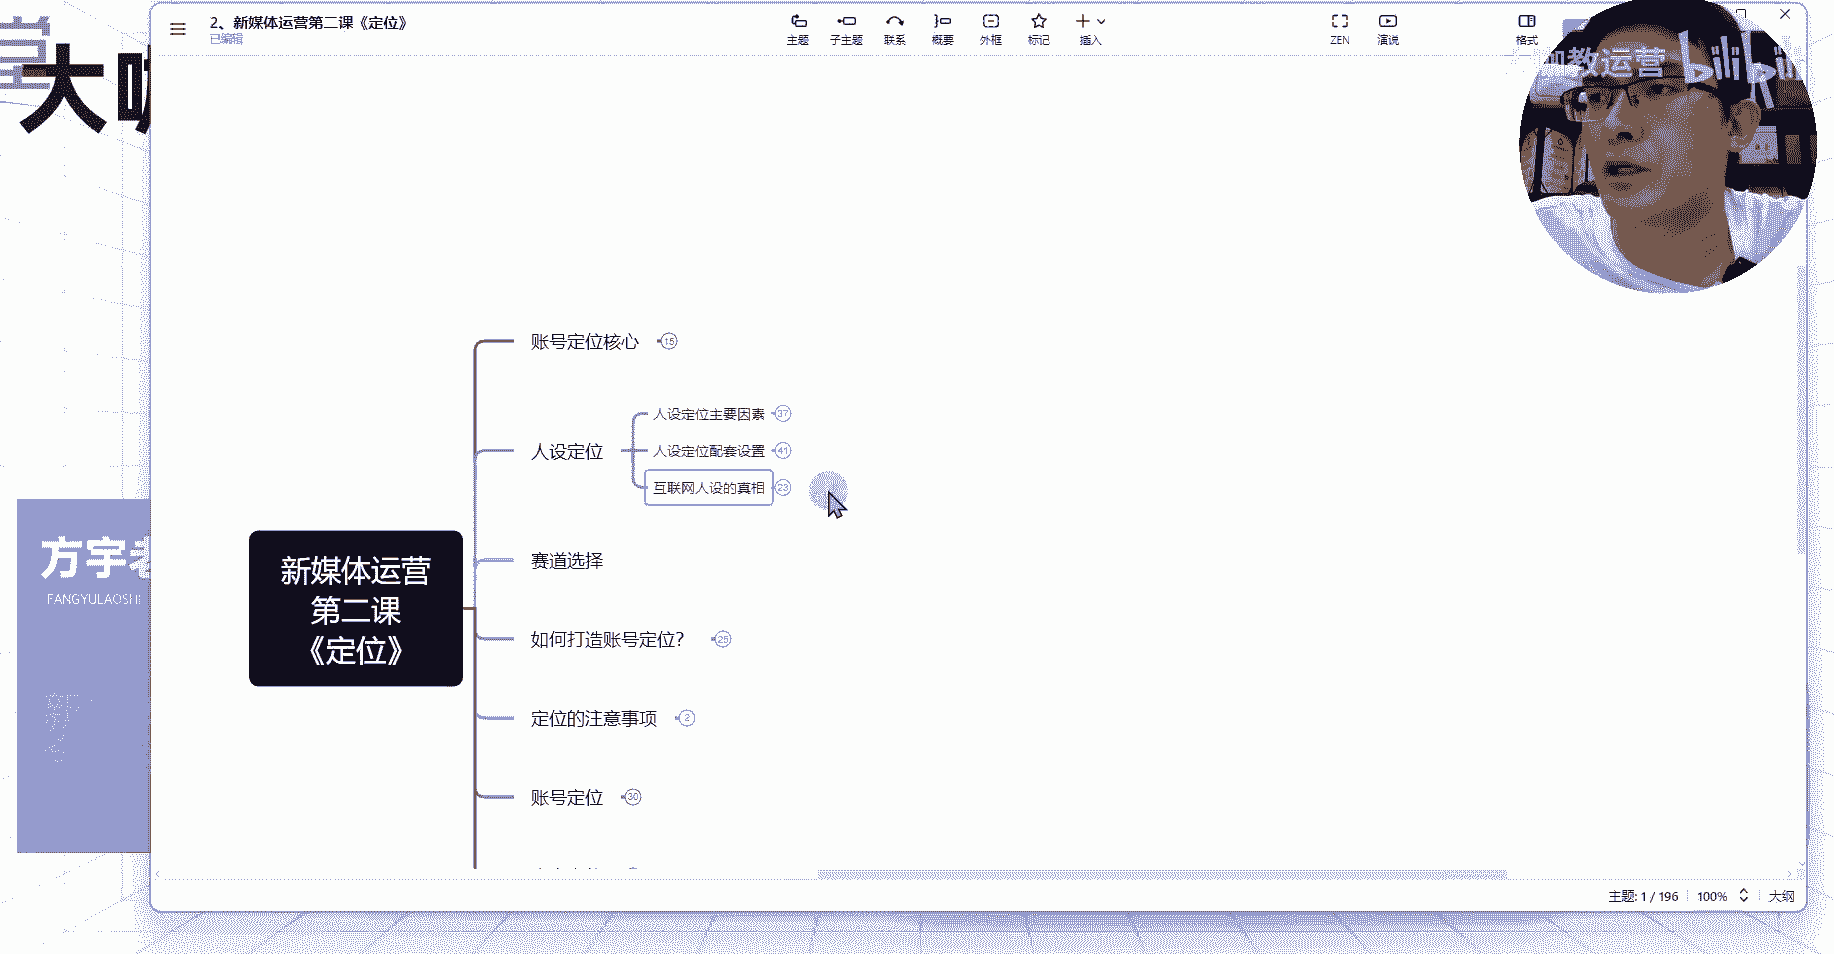 2、新媒体运营第二课《定位》
已编辑
主题
子主题
联系
概要
外框
标记
插入
ZEN
演说
格式
教运营 bilibili
大
账号定位核心 15
人设定位
人设定位主要因素 37
人设定位配套设置 41
互联网人设的真相 23
赛道选择
新媒体运营
第二课
《定位》
如何打造账号定位? 25
定位的注意事项 2
账号定位 30
方宇
FANGYULAOSHI
主题: 1 / 196
100%
大纲